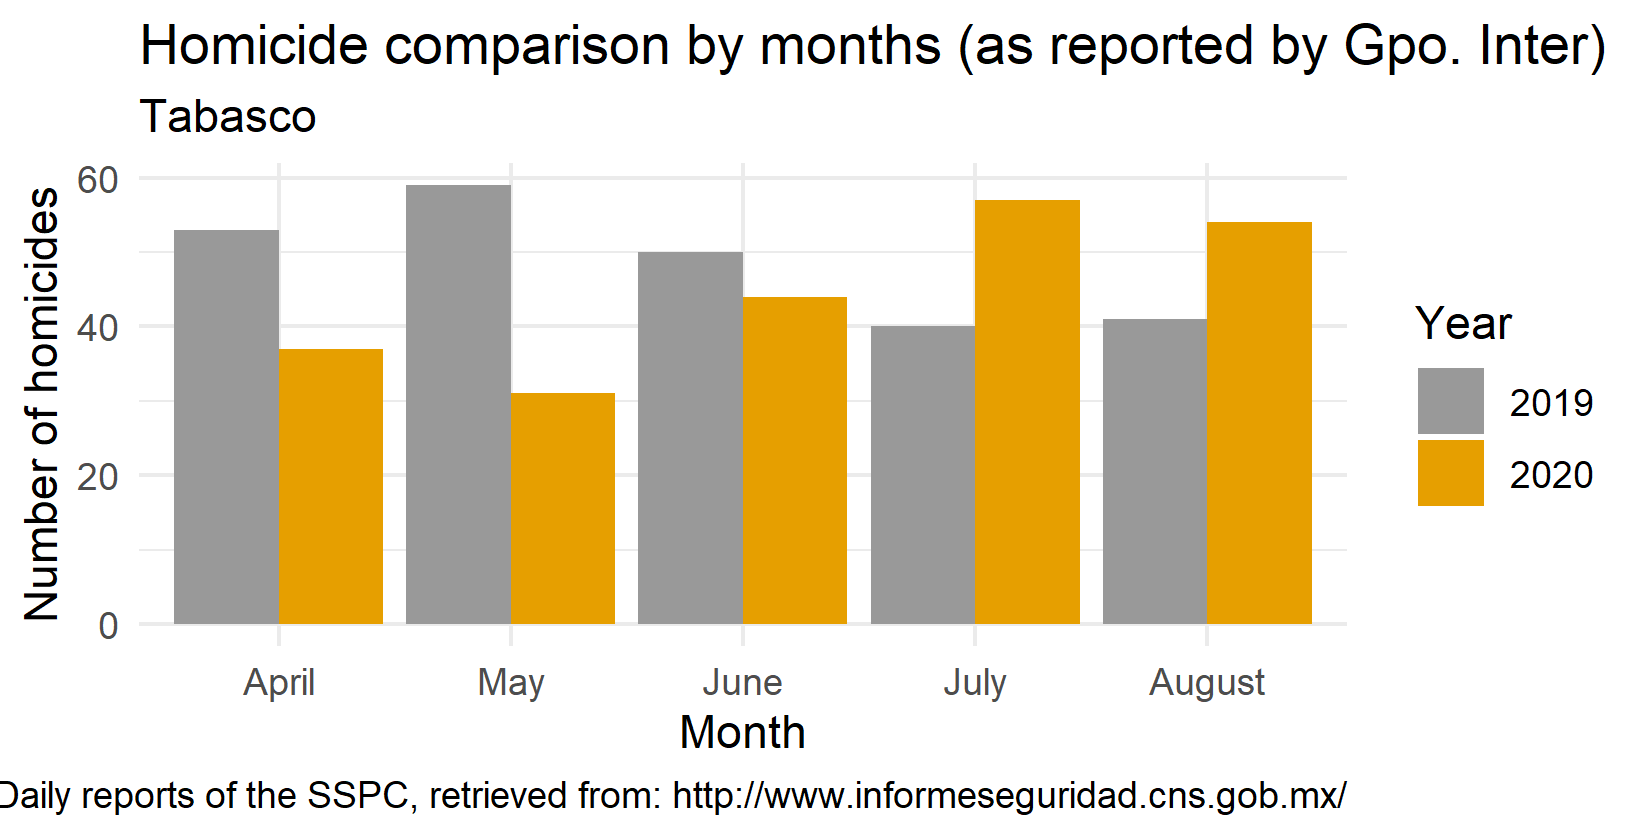 Homicide comparison by months (as reported by Gpo. Inter)
Tabasco
Number of homicides
60
40
20
0
April May June July August
Month
Year
2019
2020
Daily reports of the SSPC, retrieved from: http://www.informeseguridad.cns.gob.mx/